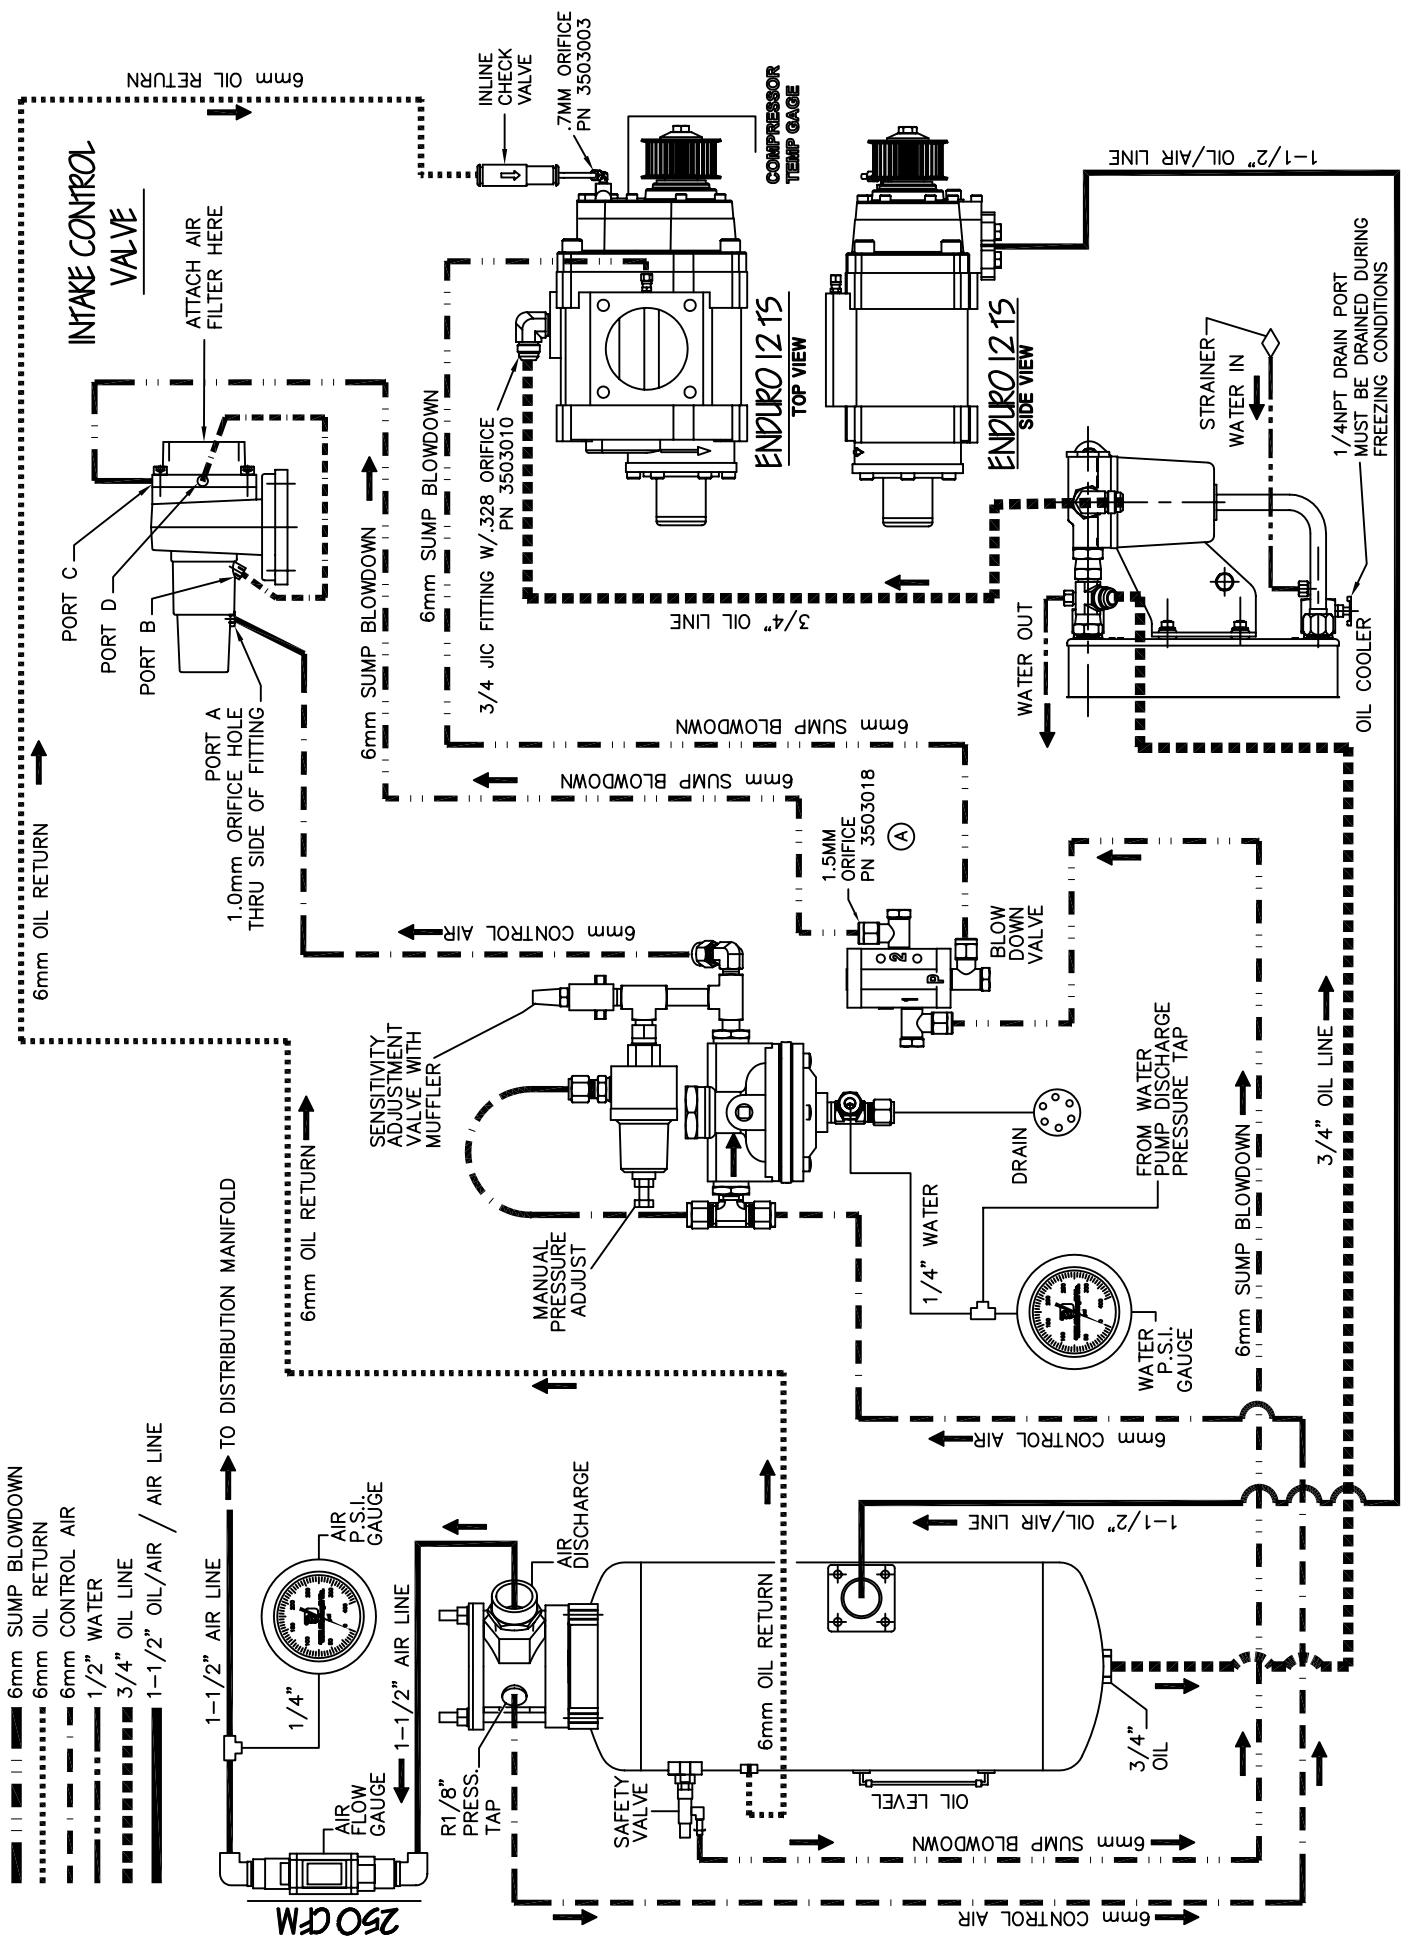 6mm SUMP BLOWDOWN
6mm OIL RETURN
6mm CONTROL AIR
1/2" WATER
3/4" OIL LINE
1-1/2" OIL/AIR / AIR LINE
250 CFM
AIR
FLOW
GAUGE
1-1/2" AIR LINE
1/4"
AIR
P.S.I.
GAUGE
TO DISTRIBUTION MANIFOLD
1-1/2" AIR LINE
R1/8"
PRESS.
TAP
AIR
DISCHARGE
SAFETY
VALVE
6mm OIL RETURN
OIL LEVEL
3/4"
OIL
6mm SUMP BLOWDOWN
6mm CONTROL AIR
1-1/2" OIL/AIR LINE
6mm CONTROL AIR
6mm OIL RETURN
6mm OIL RETURN
6mm OIL RETURN
INTAKE CONTROL
VALVE
ATTACH AIR
FILTER HERE
PORT C
PORT D
PORT B
PORT A
1.0mm ORIFICE HOLE
THRU SIDE OF FITTING
6mm CONTROL AIR
SENSITIVITY
ADJUSTMENT
VALVE WITH
MUFFLER
MANUAL
PRESSURE
ADJUST
1/4" WATER
DRAIN
WATER
P.S.I.
GAUGE
FROM WATER
PUMP DISCHARGE
PRESSURE TAP
6mm SUMP BLOWDOWN
3/4" OIL LINE
1.5MM
ORIFICE
PN 3503018
A
1
2
P
BLOW
DOWN
VALVE
6mm SUMP BLOWDOWN
6mm SUMP BLOWDOWN
6mm SUMP BLOWDOWN
6mm SUMP BLOWDOWN
3/4 JIC FITTING W/.328 ORIFICE
PN 3503010
3/4" OIL LINE
INLINE
CHECK
VALVE
.7MM ORIFICE
PN 3503003
COMPRESSOR
TEMP GAGE
ENDURO 12 TS
TOP VIEW
ENDURO 12 TS
SIDE VIEW
1-1/2" OIL/AIR LINE
STRAINER
WATER IN
WATER OUT
1/4NPT DRAIN PORT
MUST BE DRAINED DURING
FREEZING CONDITIONS
OIL COOLER